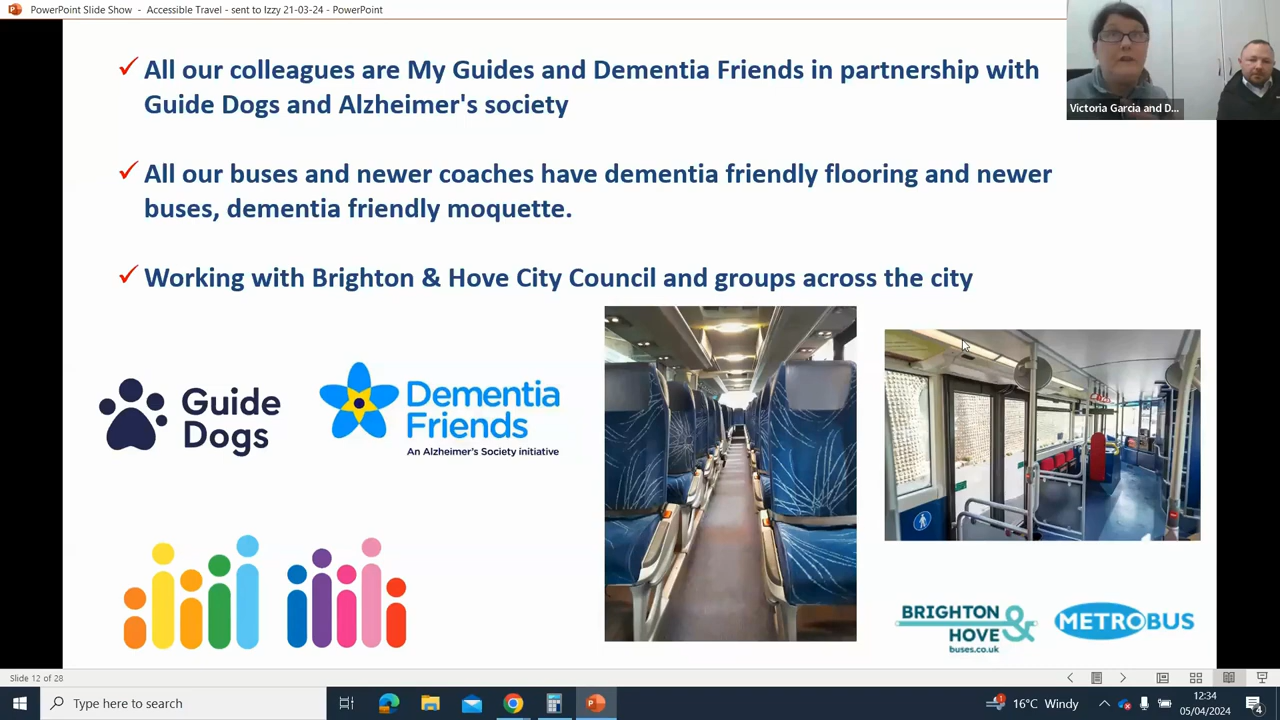 PowerPoint Slide Show - Accessible Travel - sent to Izzy 21-03-24 - PowerPoint
All our colleagues are My Guides and Dementia Friends in partnership with
Guide Dogs and Alzheimer's society
All our buses and newer coaches have dementia friendly flooring and newer
buses, dementia friendly moquette.
Working with Brighton & Hove City Council and groups across the city
Victoria Garcia and D...
Guide
Dogs
Dementia
Friends
An Alzheimer's Society initiative
BRIGHTON
&
HOVE
buses.co.uk
METROBUS
Slide 12 of 28
Type here to search
16°C Windy
12:34
05/04/2024
4